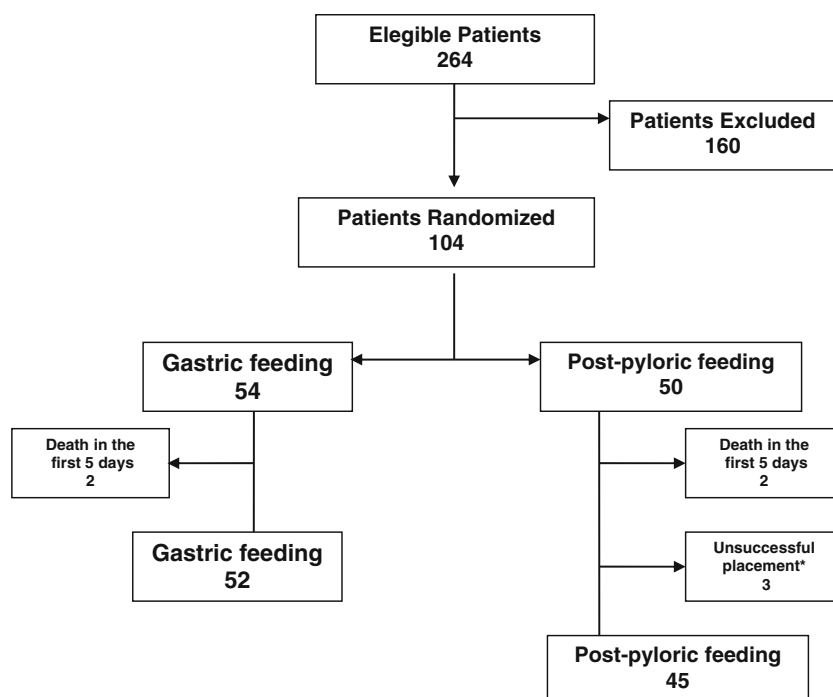 Elegible Patients
264
Patients Excluded
160
Patients Randomized
104
Gastric feeding
54
Post-pyloric feeding
50
Death in the
first 5 days
2
Death in the
first 5 days
2
Gastric feeding
52
Unsuccessful
placement*
3
Post-pyloric feeding
45